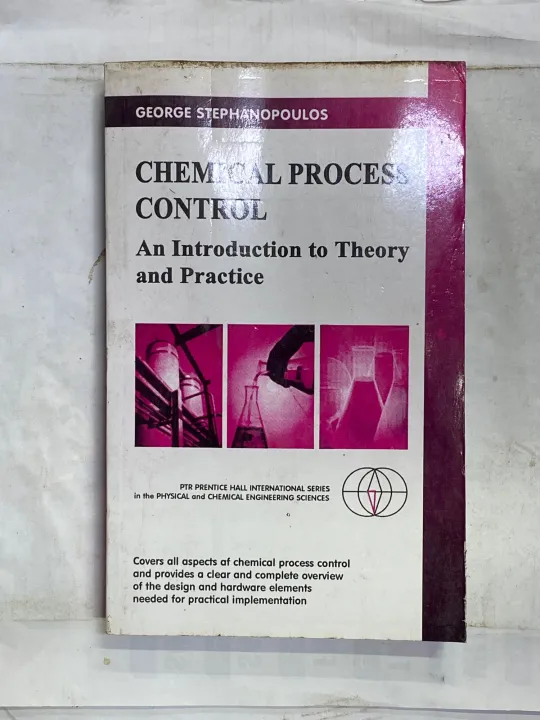 GEORGE STEPHANOPOULOS
CHEMICAL PROCESS
CONTROL
An Introduction to Theory
and Practice
PTR PRENTICE HALL INTERNATIONAL SERIES
in the PHYSICAL and CHEMICAL ENGINEERING SCIENCES
Covers all aspects af chemical process control
and provides a clear and complete overview
of the design and hardware elements
needed for practical implementation